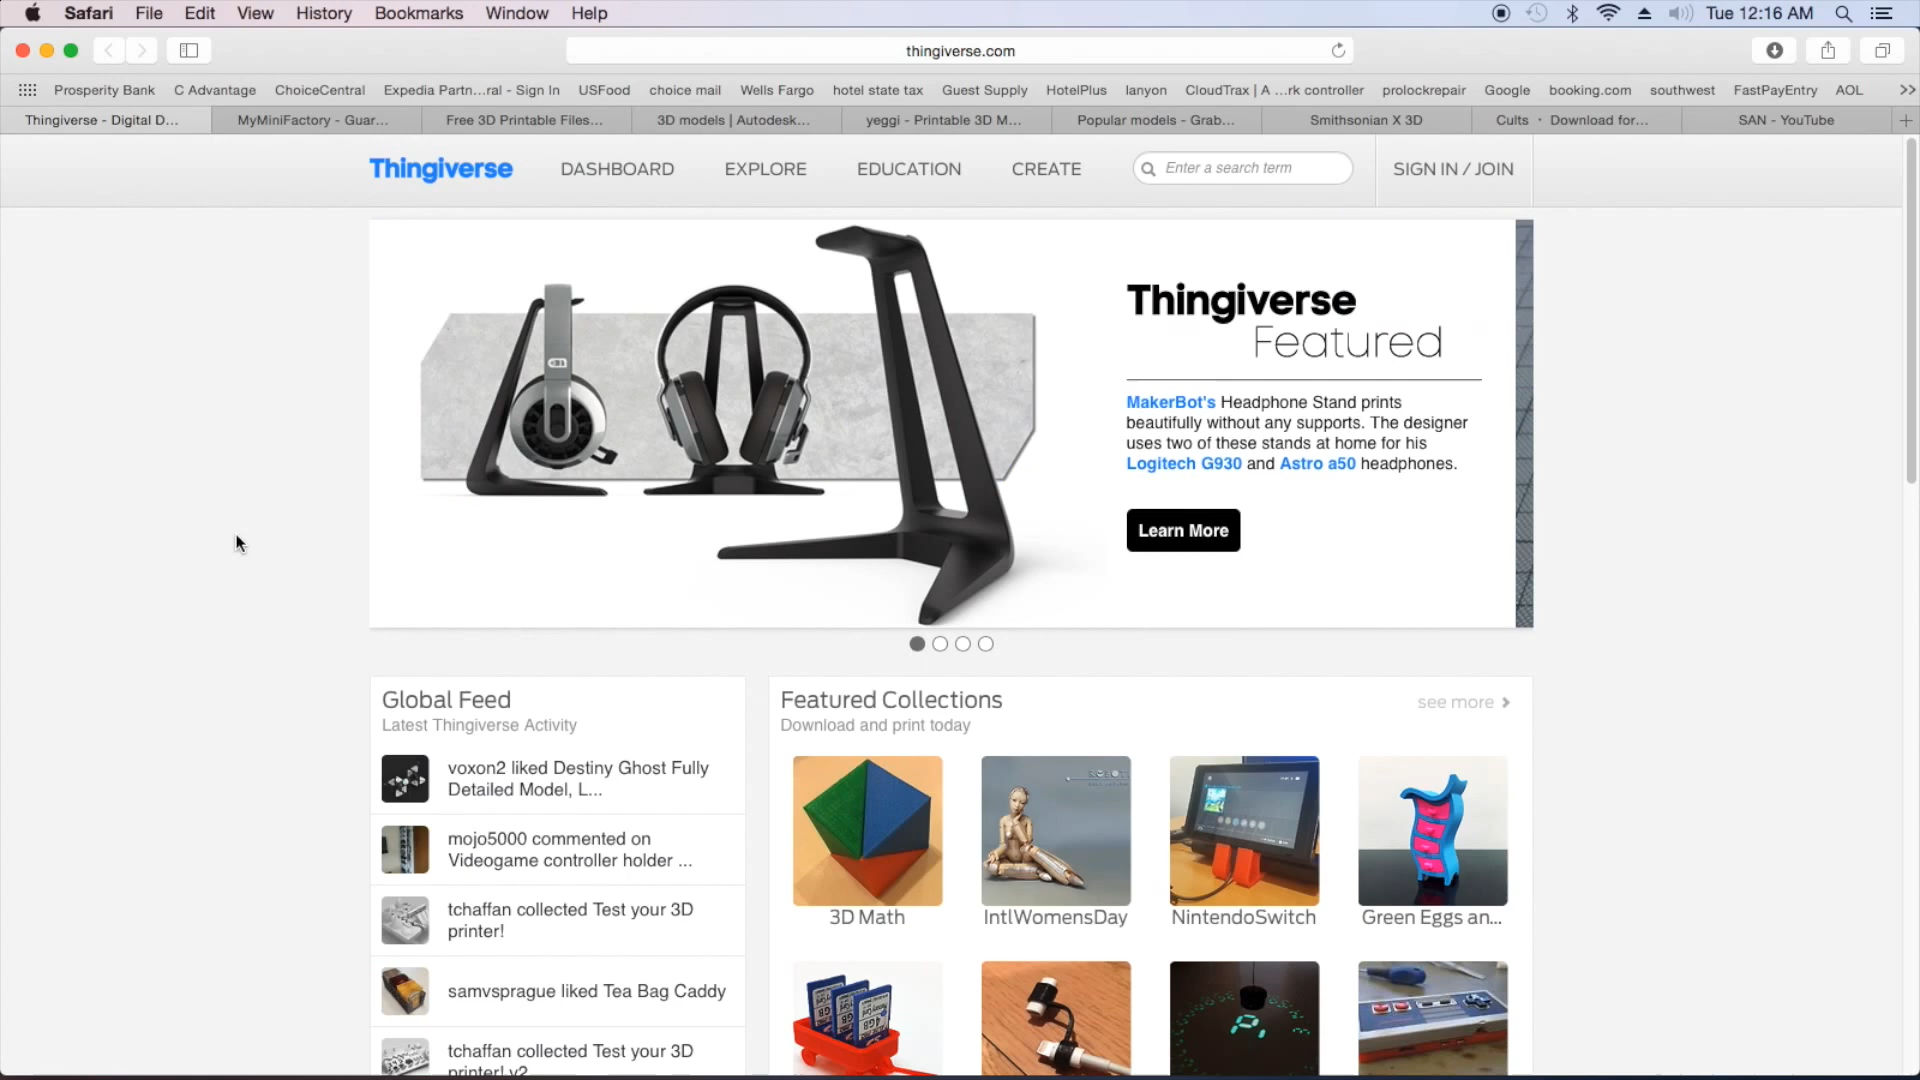 Safari File Edit View History Bookmarks Window Help Tue 12:16 AM
thingiverse.com
Prosperity Bank C Advantage ChoiceCentral Expedia Partn...ral - Sign In USFood choice mail Wells Fargo hotel state tax Guest Supply HotelPlus lanyon CloudTrax | A ...rk controller prolockrepair Google booking.com southwest FastPayEntry AOL
Thingiverse - Digital D... MyMiniFactory - Guar... Free 3D Printable Files... 3D models | Autodesk... yeggi - Printable 3D M... Popular models - Grab... Smithsonian X 3D Cults · Download for... SAN - YouTube
Thingiverse DASHBOARD EXPLORE EDUCATION CREATE Enter a search term SIGN IN / JOIN
Thingiverse
Featured
MakerBot's Headphone Stand prints
beautifully without any supports. The designer
uses two of these stands at home for his
Logitech G930 and Astro a50 headphones.
Learn More
Global Feed
Latest Thingiverse Activity
voxon2 liked Destiny Ghost Fully
Detailed Model, L...
mojo5000 commented on
Videogame controller holder ...
tchaffan collected Test your 3D
printer!
samvsprague liked Tea Bag Caddy
tchaffan collected Test your 3D
printer! v2
Featured Collections see more
Download and print today
3D Math IntlWomensDay NintendoSwitch Green Eggs an...